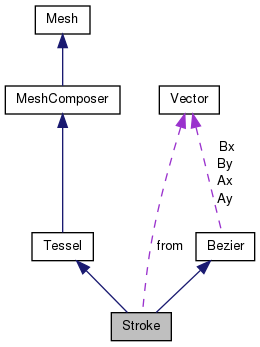 Mesh
MeshComposer
Vector
Bx
By
Ax
Ay
Tessel
from
Bezier
Stroke